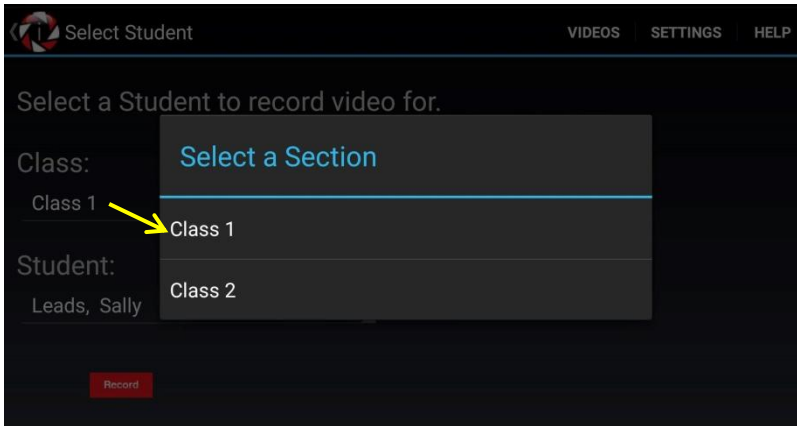 Select Student VIDEOS SETTINGS HELP
Select a Student to record video for.
Select a Section
Class:
Class 1
Class 1
Student:
Class 2
Leads, Sally
Record